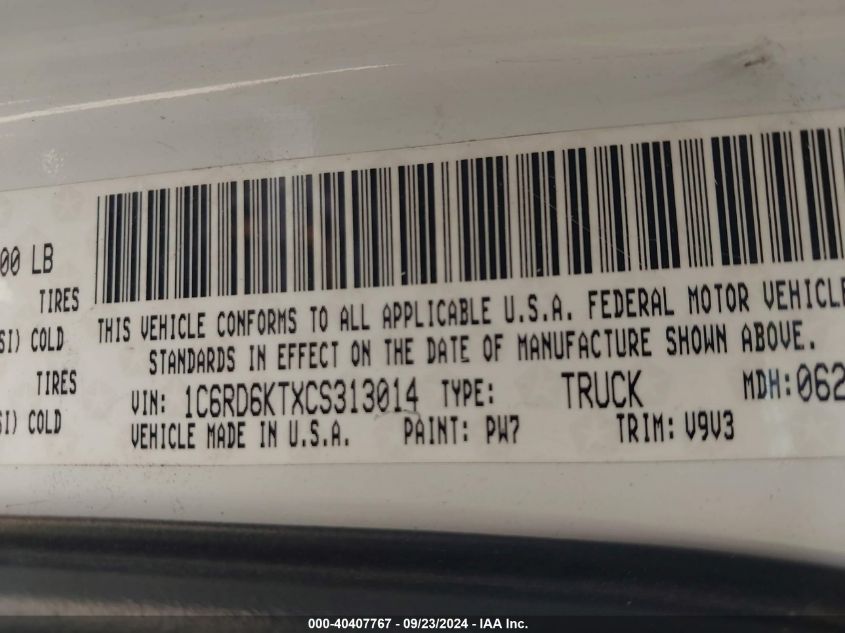 00 LB
TIRES
SI) COLD
TIRES
SI) COLD
THIS VEHICLE CONFORMS TO ALL APPLICABLE U.S.A. FEDERAL MOTOR VEHICLE
STANDARDS IN EFFECT ON THE DATE OF MANUFACTURE SHOWN ABOVE.
VIN: 1C6RD6KTXCS313014 TYPE: TRUCK MDH:062
VEHICLE MADE IN U.S.A. PAINT: PW7 TRIM: V9V3
000-40407767 - 09/23/2024 - IAA Inc.